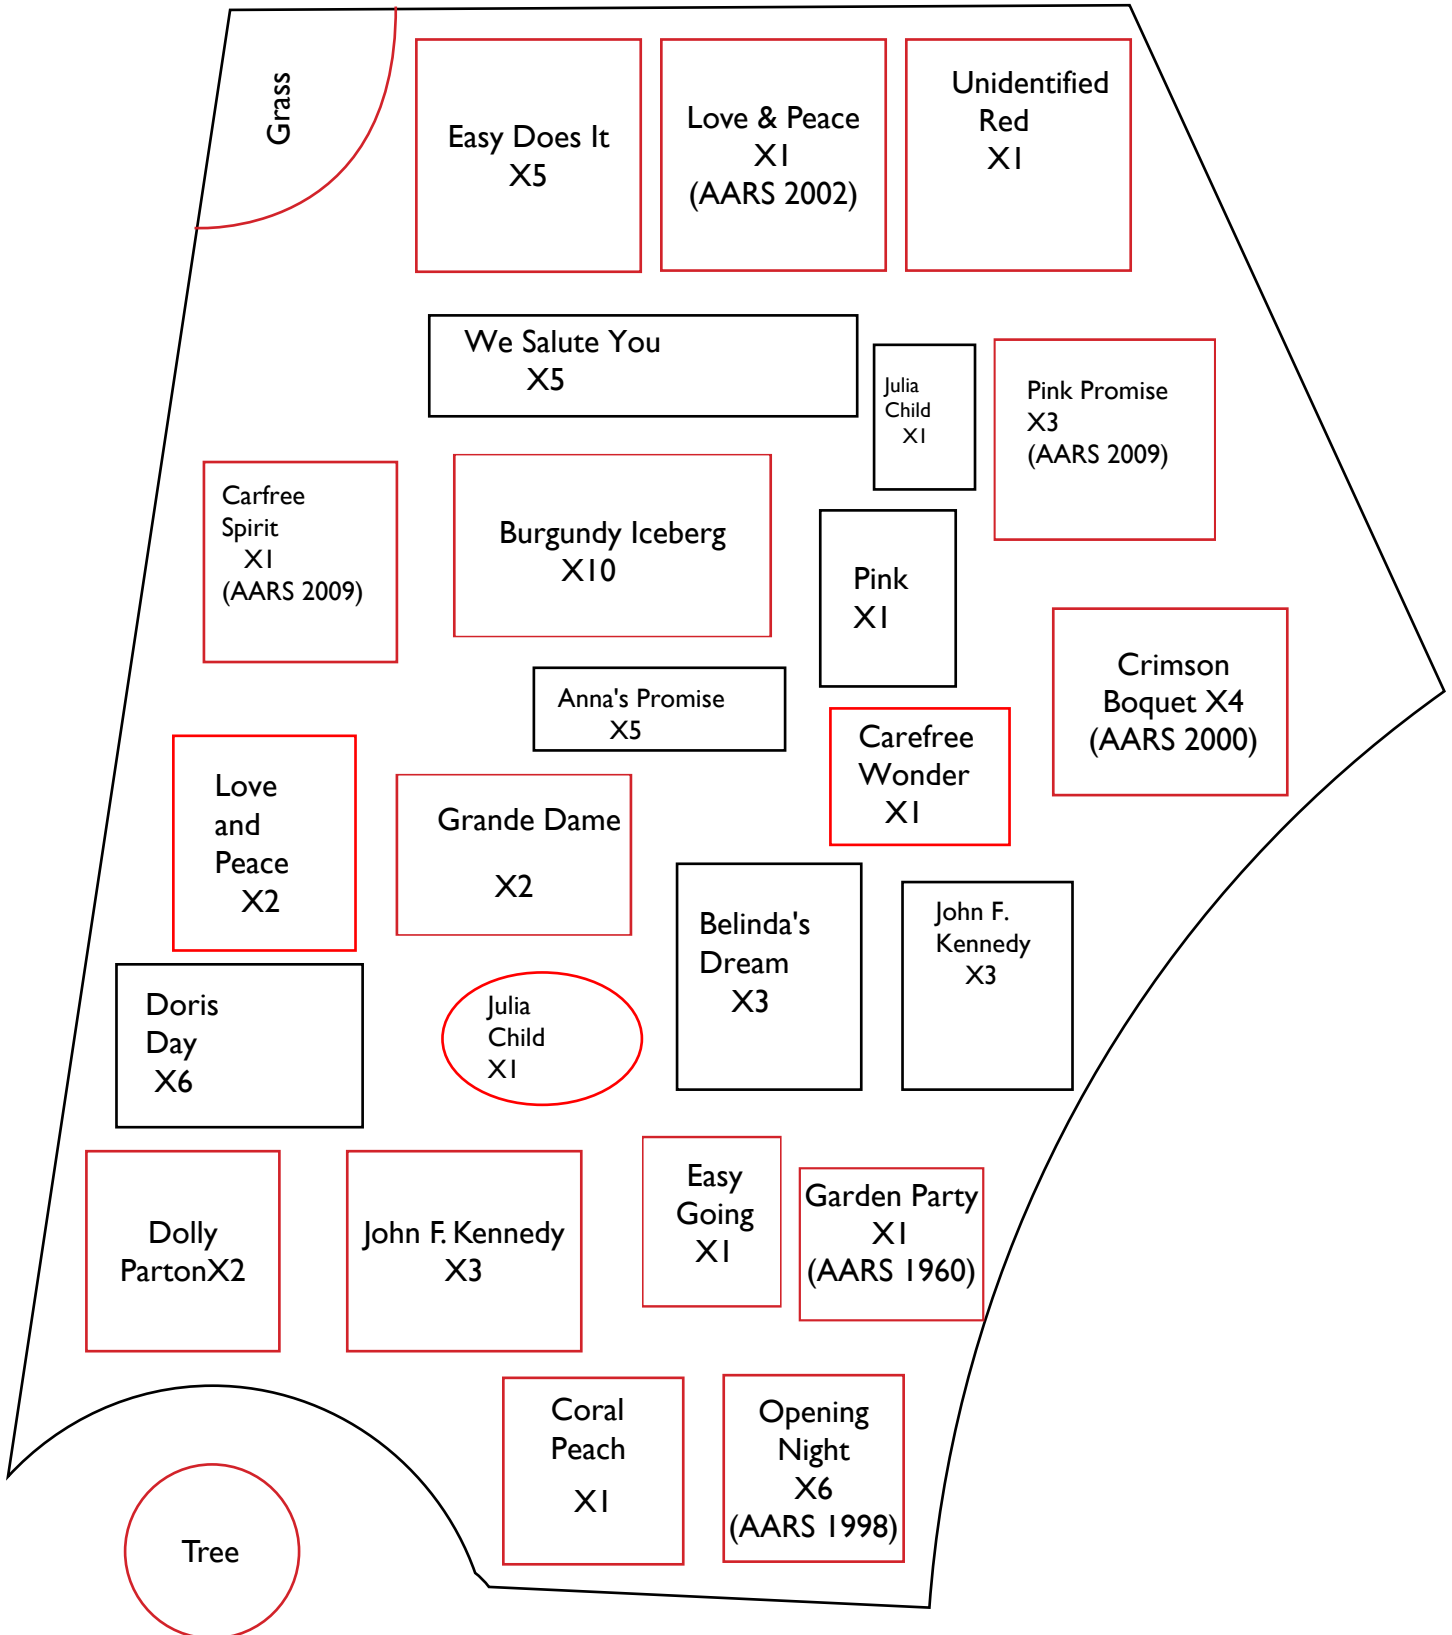 Grass
Easy Does It
X5
Love & Peace
X1
(AARS 2002)
Unidentified
Red
X1
We Salute You
X5
Julia
Child
X1
Pink Promise
X3
(AARS 2009)
Carfree
Spirit
X1
(AARS 2009)
Burgundy Iceberg
X10
Pink
X1
Crimson
Boquet X4
(AARS 2000)
Anna's Promise
X5
Carefree
Wonder
X1
Love
and
Peace
X2
Grande Dame
X2
Belinda's
Dream
X3
John F.
Kennedy
X3
Doris
Day
X6
Julia
Child
X1
Dolly
PartonX2
John F. Kennedy
X3
Easy
Going
X1
Garden Party
X1
(AARS 1960)
Coral
Peach
X1
Opening
Night
X6
(AARS 1998)
Tree